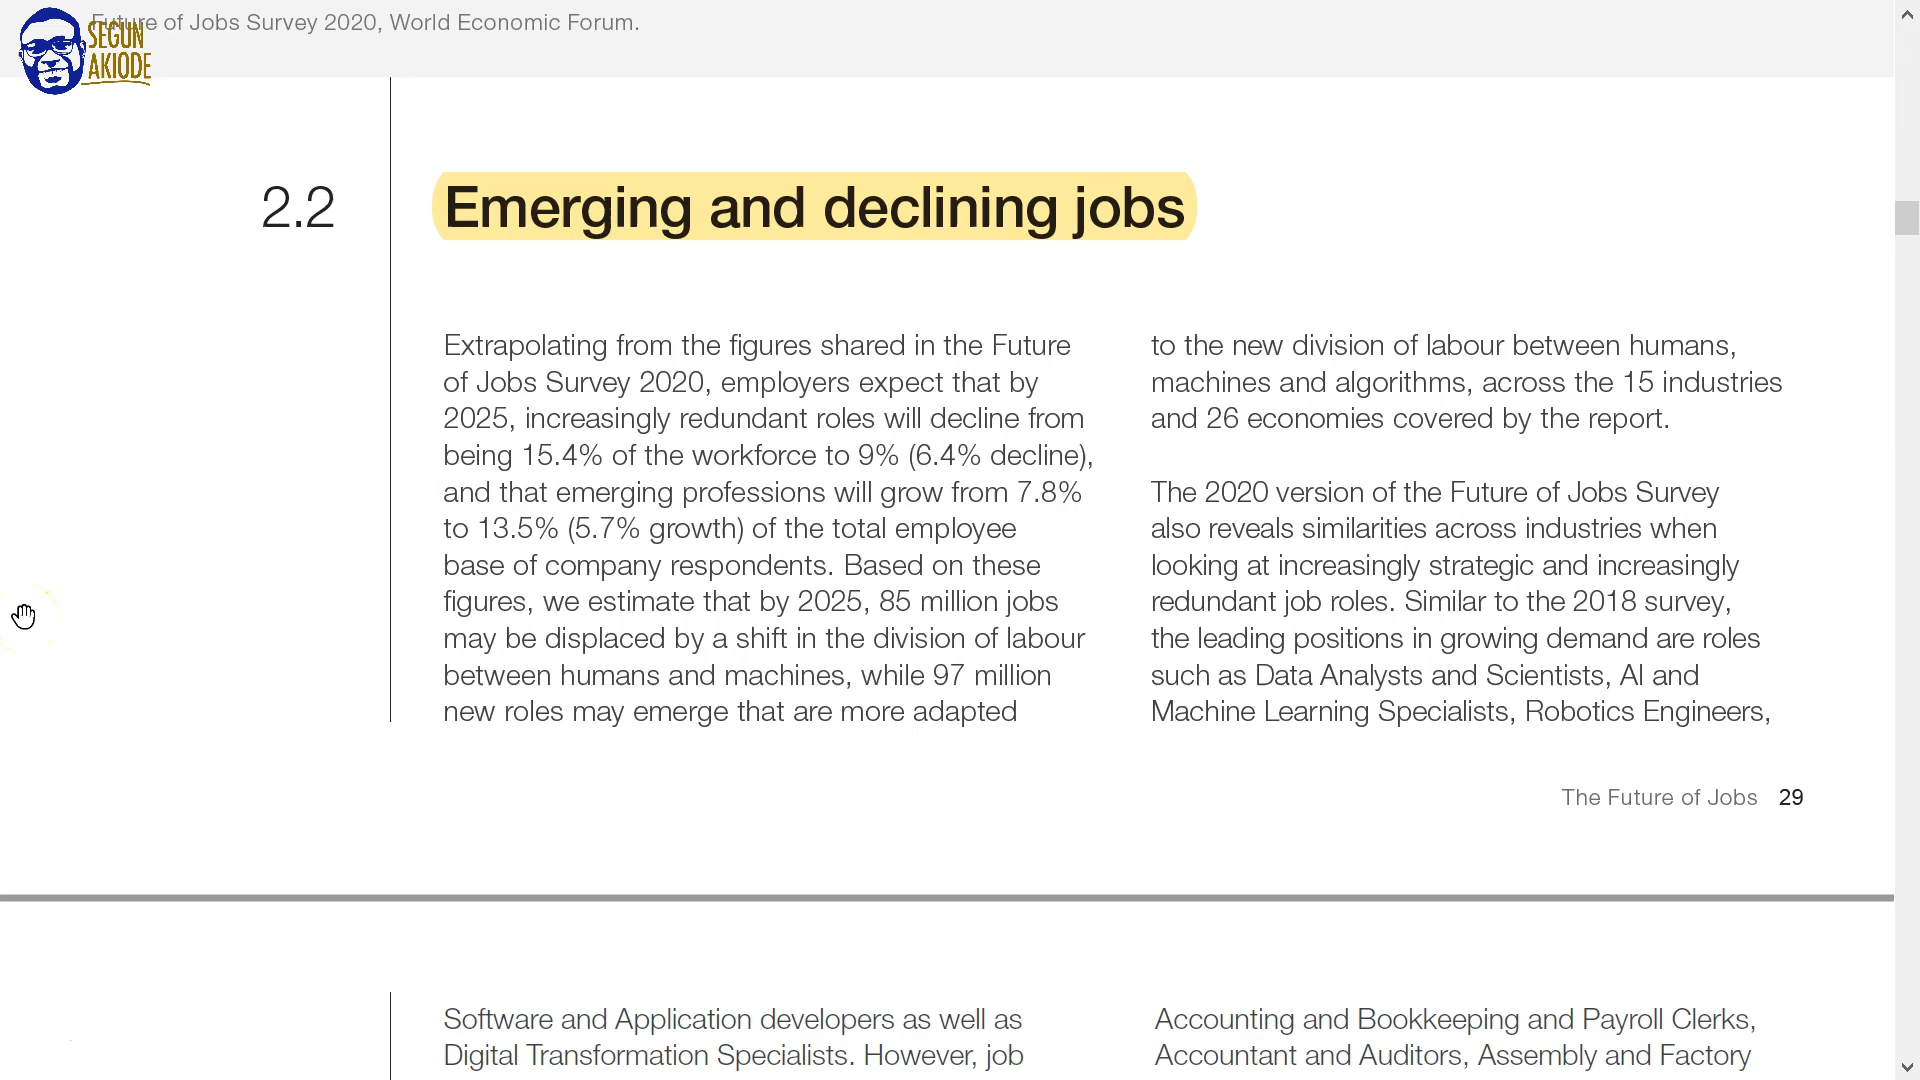 Future of Jobs Survey 2020, World Economic Forum.
SEGUN
AKIODE
2.2
Emerging and declining jobs
Extrapolating from the figures shared in the Future
of Jobs Survey 2020, employers expect that by
2025, increasingly redundant roles will decline from
being 15.4% of the workforce to 9% (6.4% decline),
and that emerging professions will grow from 7.8%
to 13.5% (5.7% growth) of the total employee
base of company respondents. Based on these
figures, we estimate that by 2025, 85 million jobs
may be displaced by a shift in the division of labour
between humans and machines, while 97 million
new roles may emerge that are more adapted
to the new division of labour between humans,
machines and algorithms, across the 15 industries
and 26 economies covered by the report.
The 2020 version of the Future of Jobs Survey
also reveals similarities across industries when
looking at increasingly strategic and increasingly
redundant job roles. Similar to the 2018 survey,
the leading positions in growing demand are roles
such as Data Analysts and Scientists, AI and
Machine Learning Specialists, Robotics Engineers,
The Future of Jobs 29
Software and Application developers as well as
Digital Transformation Specialists. However, job
Accounting and Bookkeeping and Payroll Clerks,
Accountant and Auditors, Assembly and Factory